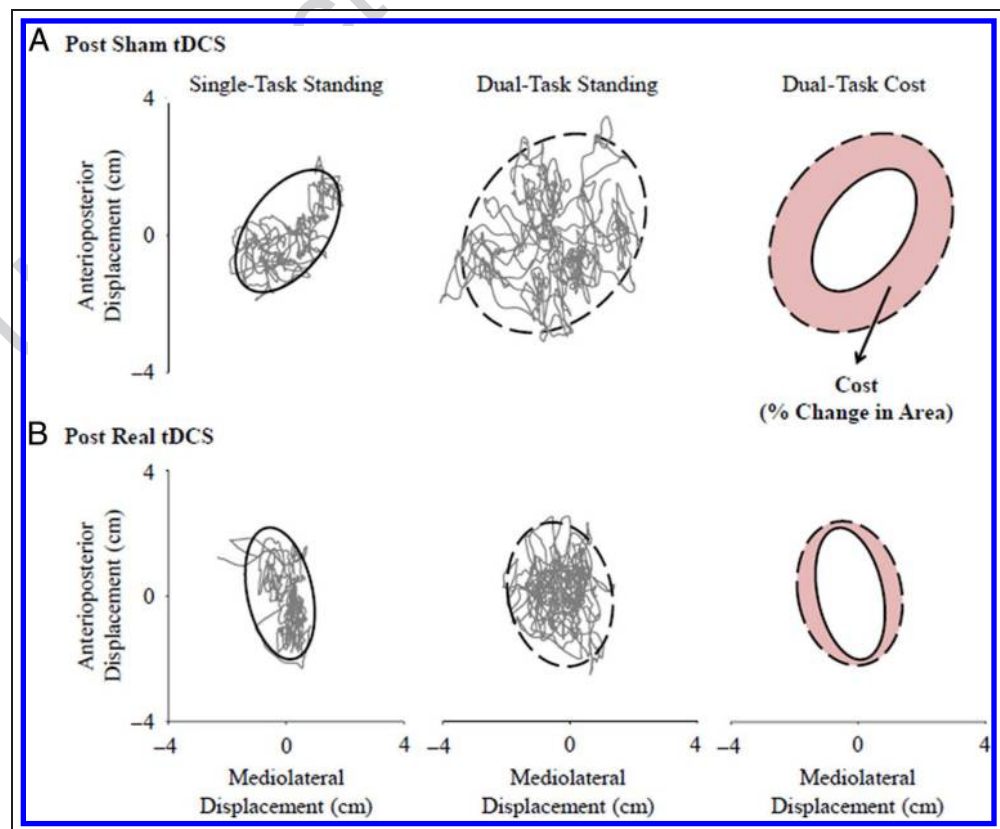 A Post Sham tDCS
Single-Task Standing
Dual-Task Standing
Dual-Task Cost
4
0
–4
Anterioposterior
Displacement (cm)
Cost
(% Change in Area)
B Post Real tDCS
4
0
–4
Anterioposterior
Displacement (cm)
–4 0 4
–4 0 4
–4 0 4
Mediolateral
Displacement (cm)
Mediolateral
Displacement (cm)
Mediolateral
Displacement (cm)